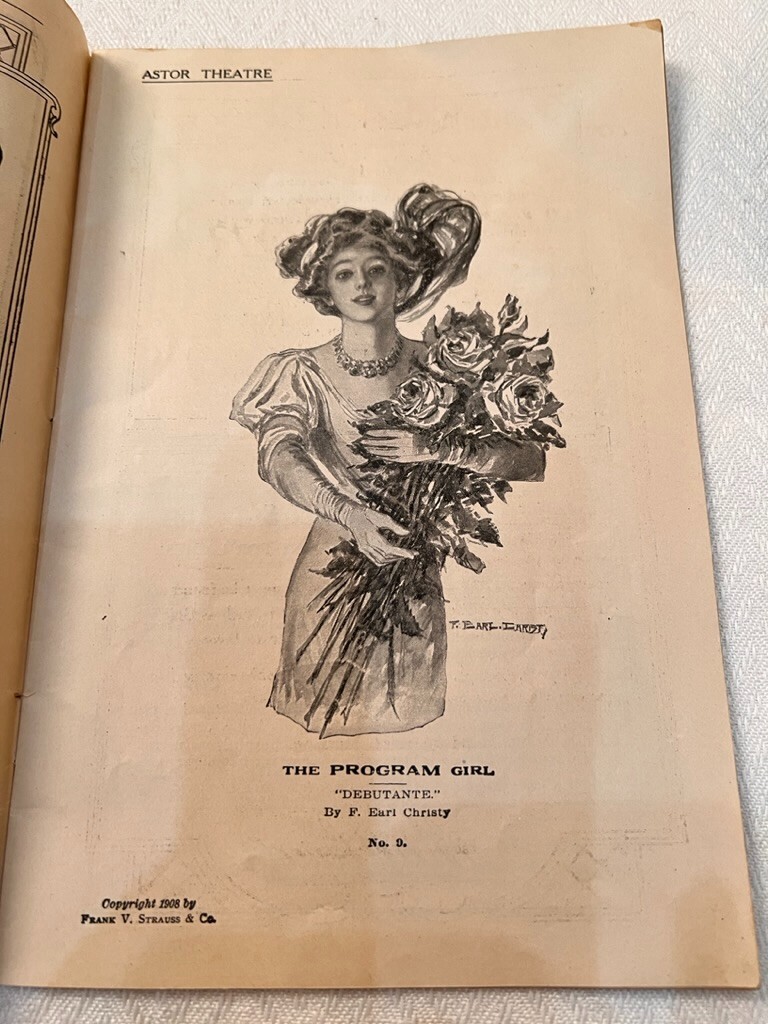 ASTOR THEATRE
F. EARL CHRISTY
THE PROGRAM GIRL
"DEBUTANTE."
By F. Earl Christy
No. 9.
Copyright 1908 by
FRANK V. STRAUSS & Co.